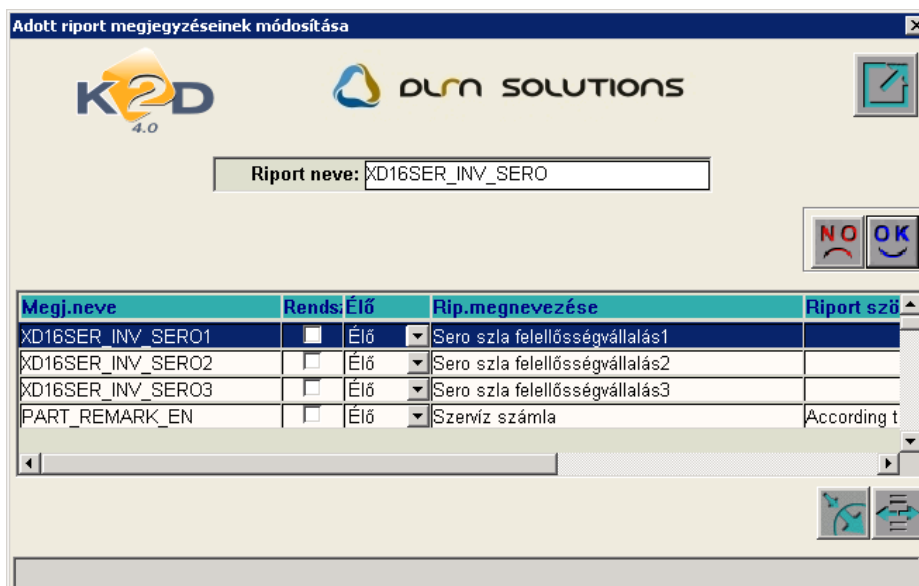 Adott riport megjegyzéseinek módosítása
K2D
4.0
DLM SOLUTIONS
Riport neve: XD16SER_INV_SERO
NO OK
Megj.neve Rends: Élő Rip.megnevezése Riport szö
XD16SER_INV_SERO1 Élő Sero szla felellősségvállalás1
XD16SER_INV_SERO2 Élő Sero szla felellősségvállalás2
XD16SER_INV_SERO3 Élő Sero szla felellősségvállalás3
PART_REMARK_EN Élő Szervíz számla According t